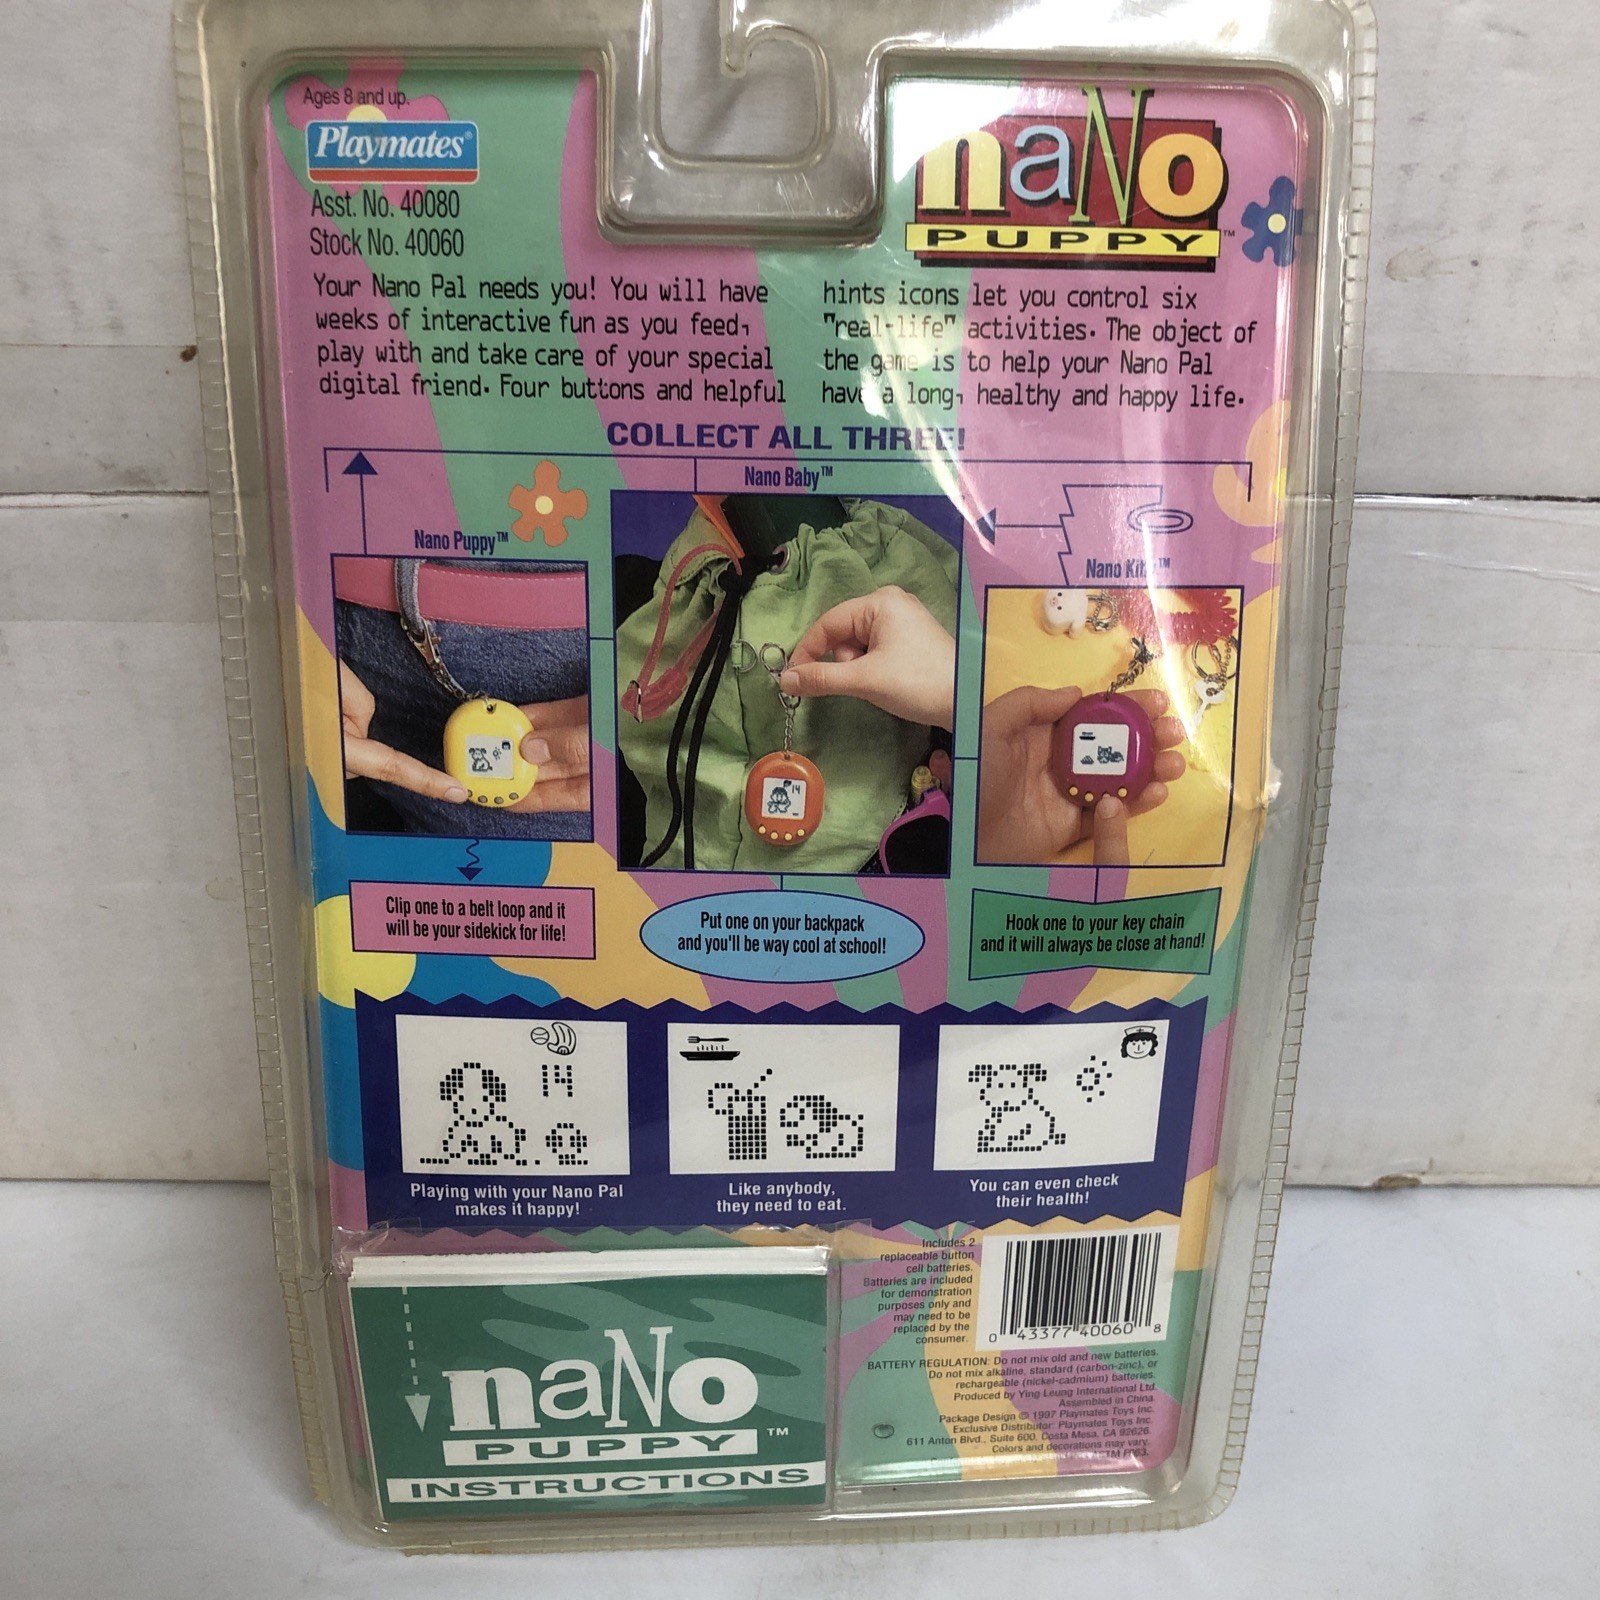 Ages 8 and up.
Playmates®
Asst. No. 40080
Stock No. 40060
naNo
PUPPY™
Your Nano Pal needs you! You will have
weeks of interactive fun as you feed,
play with and take care of your special
digital friend. Four buttons and helpful
hints icons let you control six
"real-life" activities. The object of
the game is to help your Nano Pal
have a long, healthy and happy life.
COLLECT ALL THREE!
Nano Baby™
Nano Puppy™
Nano Kitty™
14
Clip one to a belt loop and it
will be your sidekick for life!
Put one on your backpack
and you'll be way cool at school!
Hook one to your key chain
and it will always be close at hand!
14
Playing with your Nano Pal
makes it happy!
Like anybody,
they need to eat.
You can even check
their health!
Includes 2
replaceable button
cell batteries.
Batteries are included
for demonstration
purposes only and
may need to be
replaced by the
consumer.
0 43377 40060 8
BATTERY REGULATION: Do not mix old and new batteries.
Do not mix alkaline, standard (carbon-zinc), or
rechargeable (nickel-cadmium) batteries.
Produced by Ying Leung International Ltd.
Assembled in China.
Package Design © 1997 Playmates Toys Inc.
Exclusive Distributor: Playmates Toys Inc.
611 Anton Blvd., Suite 600, Costa Mesa, CA 92626.
Colors and decorations may vary.
naNo
PUPPY™
INSTRUCTIONS